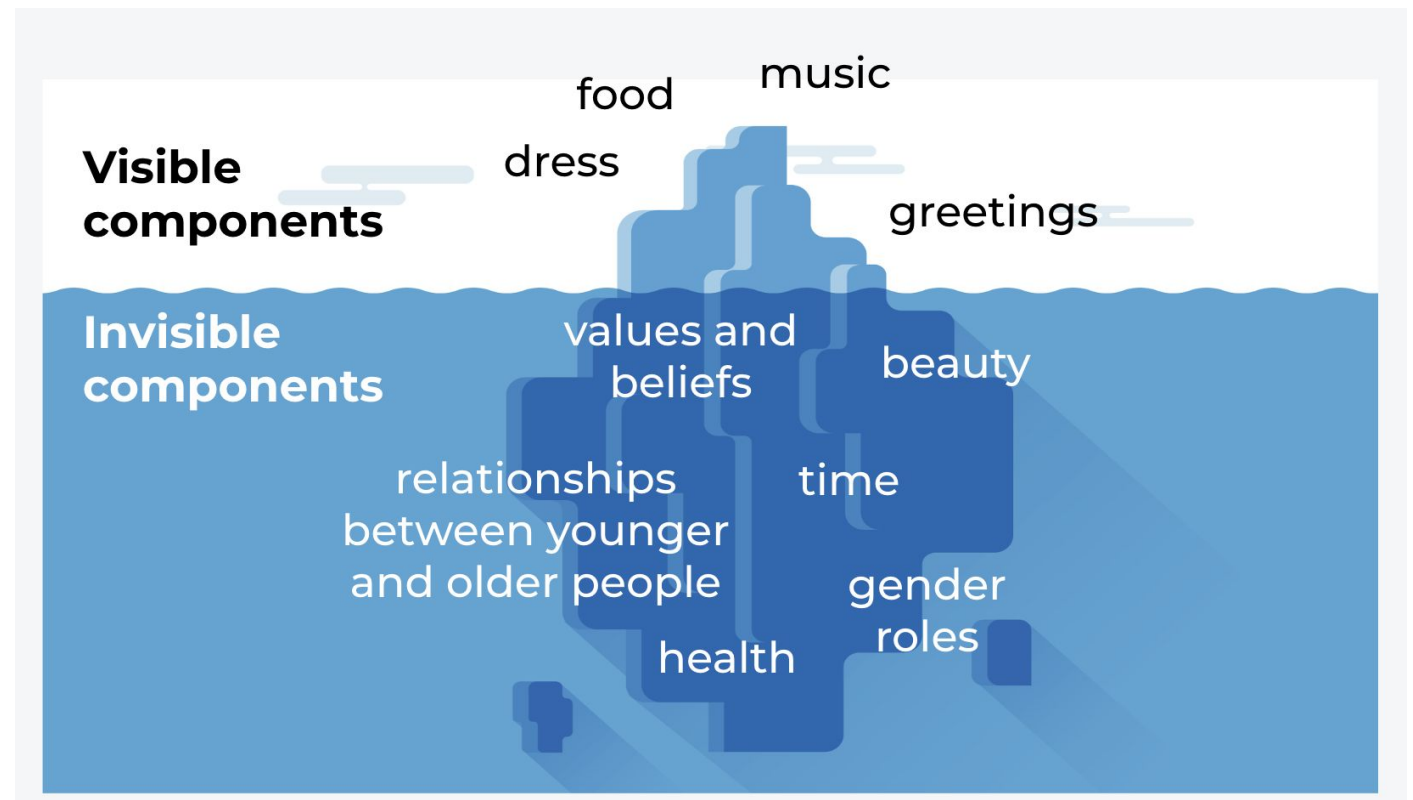 music
food
dress
Visible
components
greetings
Invisible
components
values and
beliefs
beauty
relationships
between younger
and older people
time
gender
roles
health